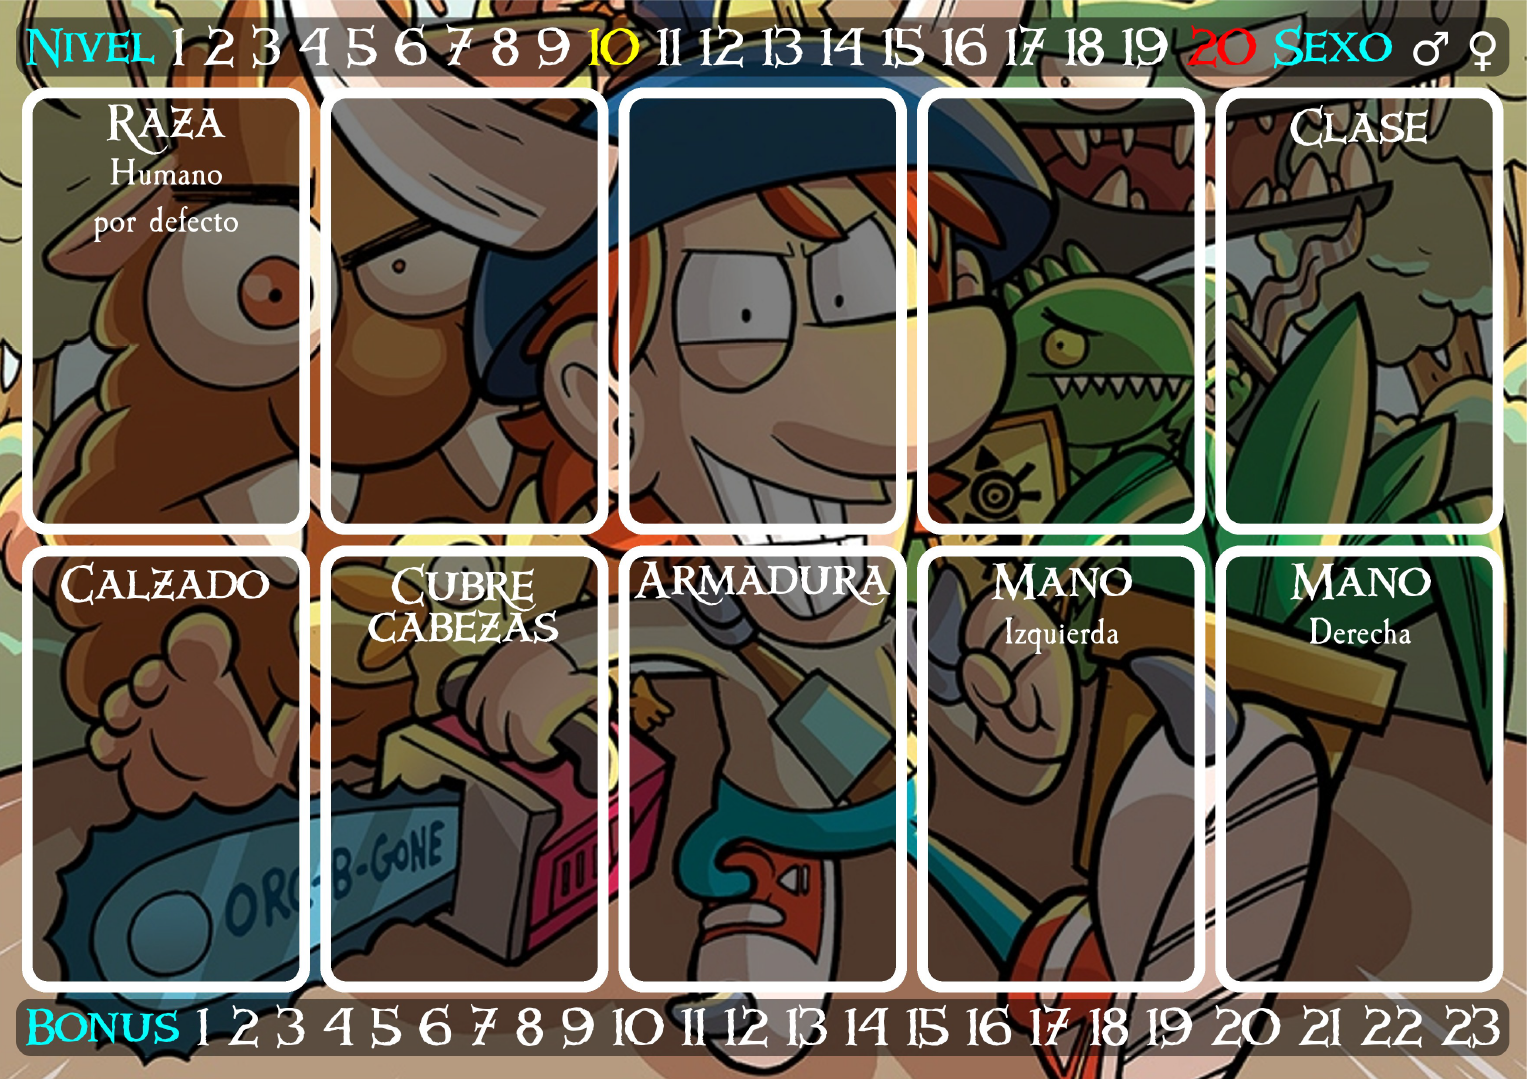 Nivel 1 2 3 4 5 6 7 8 9 10 11 12 13 14 15 16 17 18 19 20 Sexo ♂ ♀
Raza
Humano
por defecto
Clase
Calzado
Cubre
cabezas
Armadura
Mano
Izquierda
Mano
Derecha
ORC-B-GONE
Bonus 1 2 3 4 5 6 7 8 9 10 11 12 13 14 15 16 17 18 19 20 21 22 23